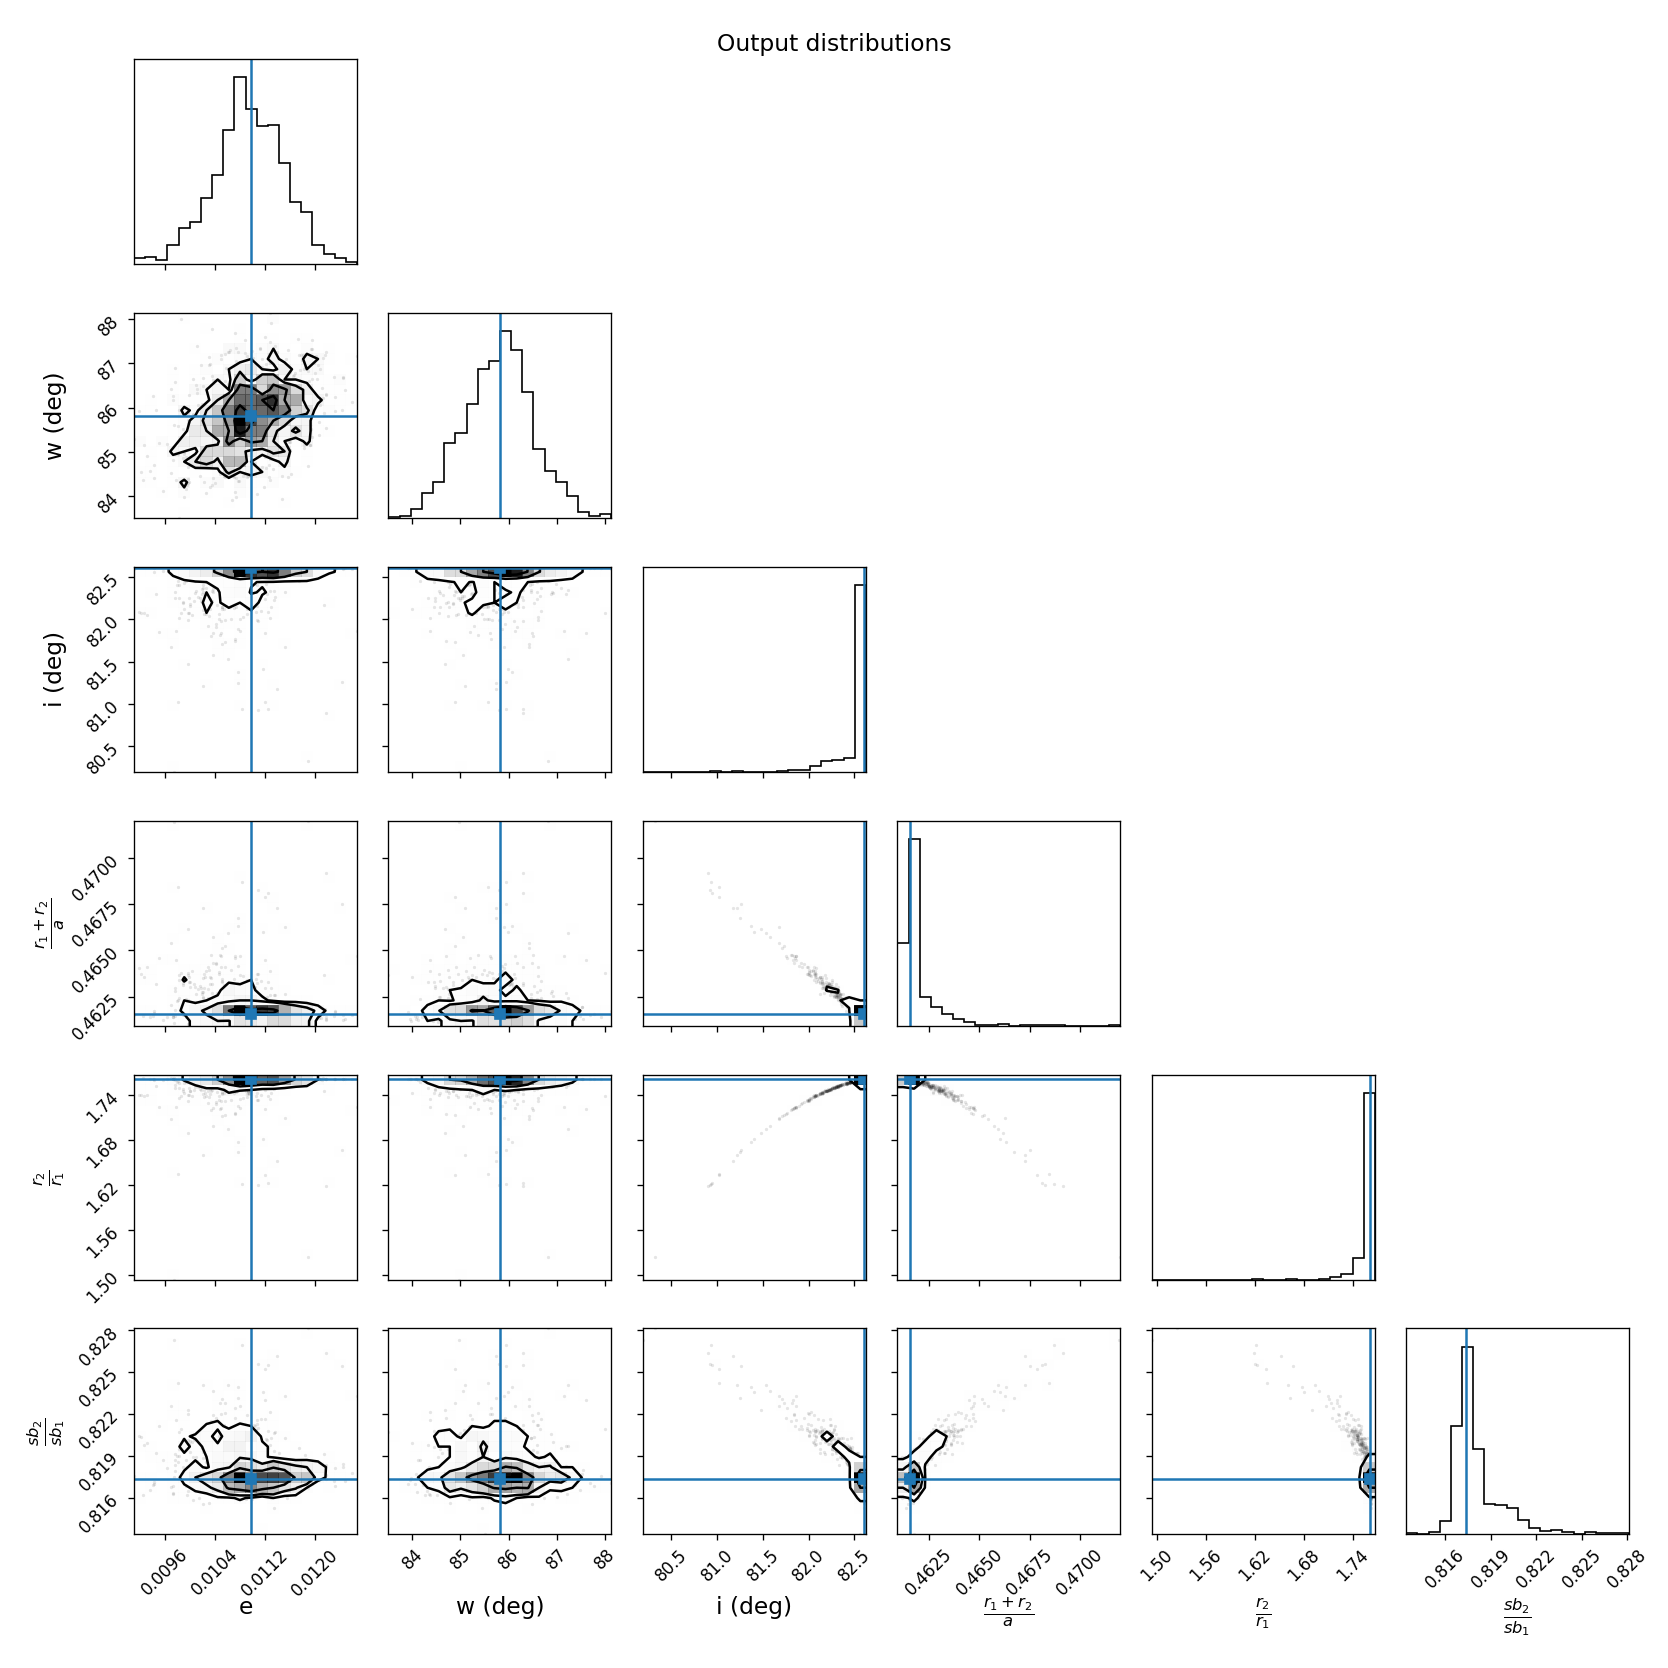 Output distributions
w (deg)
88
87
86
85
84
i (deg)
82.5
82.0
81.5
81.0
80.5
r₁ + r₂
a
0.4700
0.4675
0.4650
0.4625
r₂
r₁
1.74
1.68
1.62
1.56
1.50
sb₂
sb₁
0.828
0.825
0.822
0.819
0.816
0.0096 0.0104 0.0112 0.0120 84 85 86 87 88 80.5 81.0 81.5 82.0 82.5 0.4625 0.4650 0.4675 0.4700 1.50 1.56 1.62 1.68 1.74 0.816 0.819 0.822 0.825 0.828
e w (deg) i (deg) r₁ + r₂ / a r₂ / r₁ sb₂ / sb₁